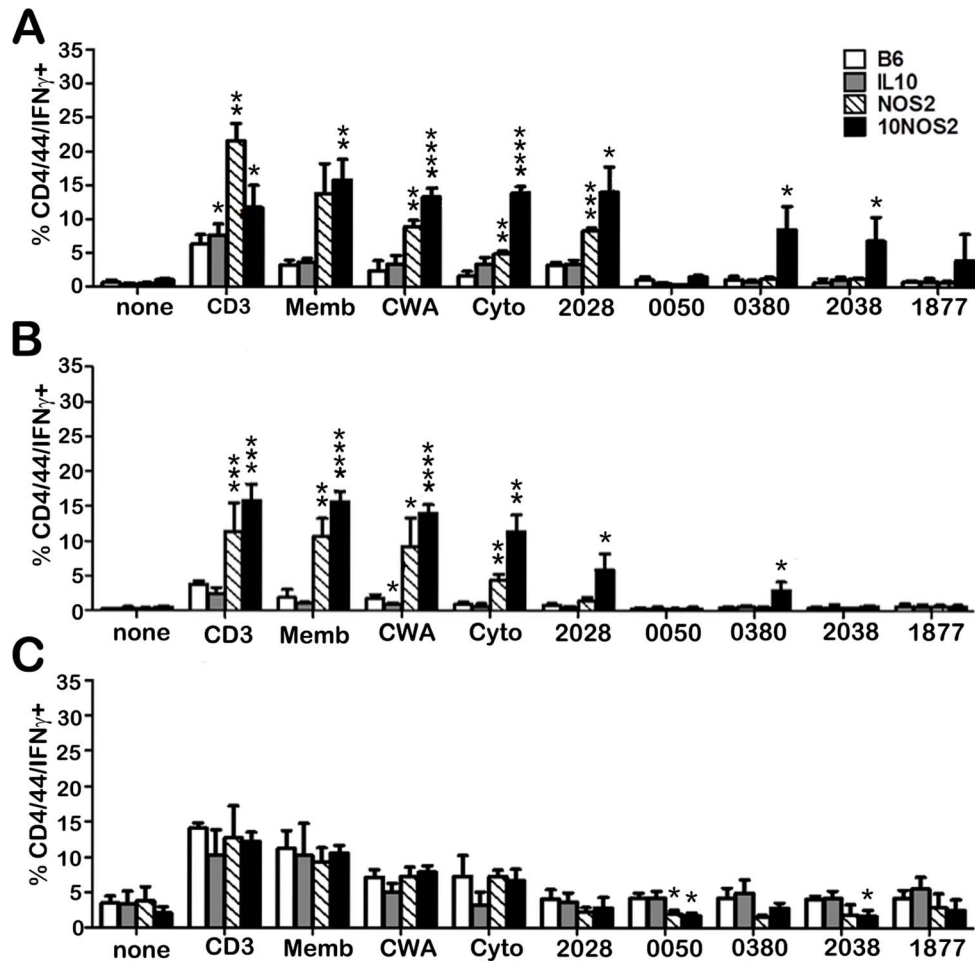 A
% CD4/44/IFNγ+
35
30
25
20
15
10
5
0
B6
IL10
NOS2
10NOS2
** * * ** **** ** **** ** *** * * *
none CD3 Memb CWA Cyto 2028 0050 0380 2038 1877
B
% CD4/44/IFNγ+
35
30
25
20
15
10
5
0
*** *** ** **** * * **** ** ** * *
none CD3 Memb CWA Cyto 2028 0050 0380 2038 1877
C
% CD4/44/IFNγ+
35
30
25
20
15
10
5
0
* * *
none CD3 Memb CWA Cyto 2028 0050 0380 2038 1877